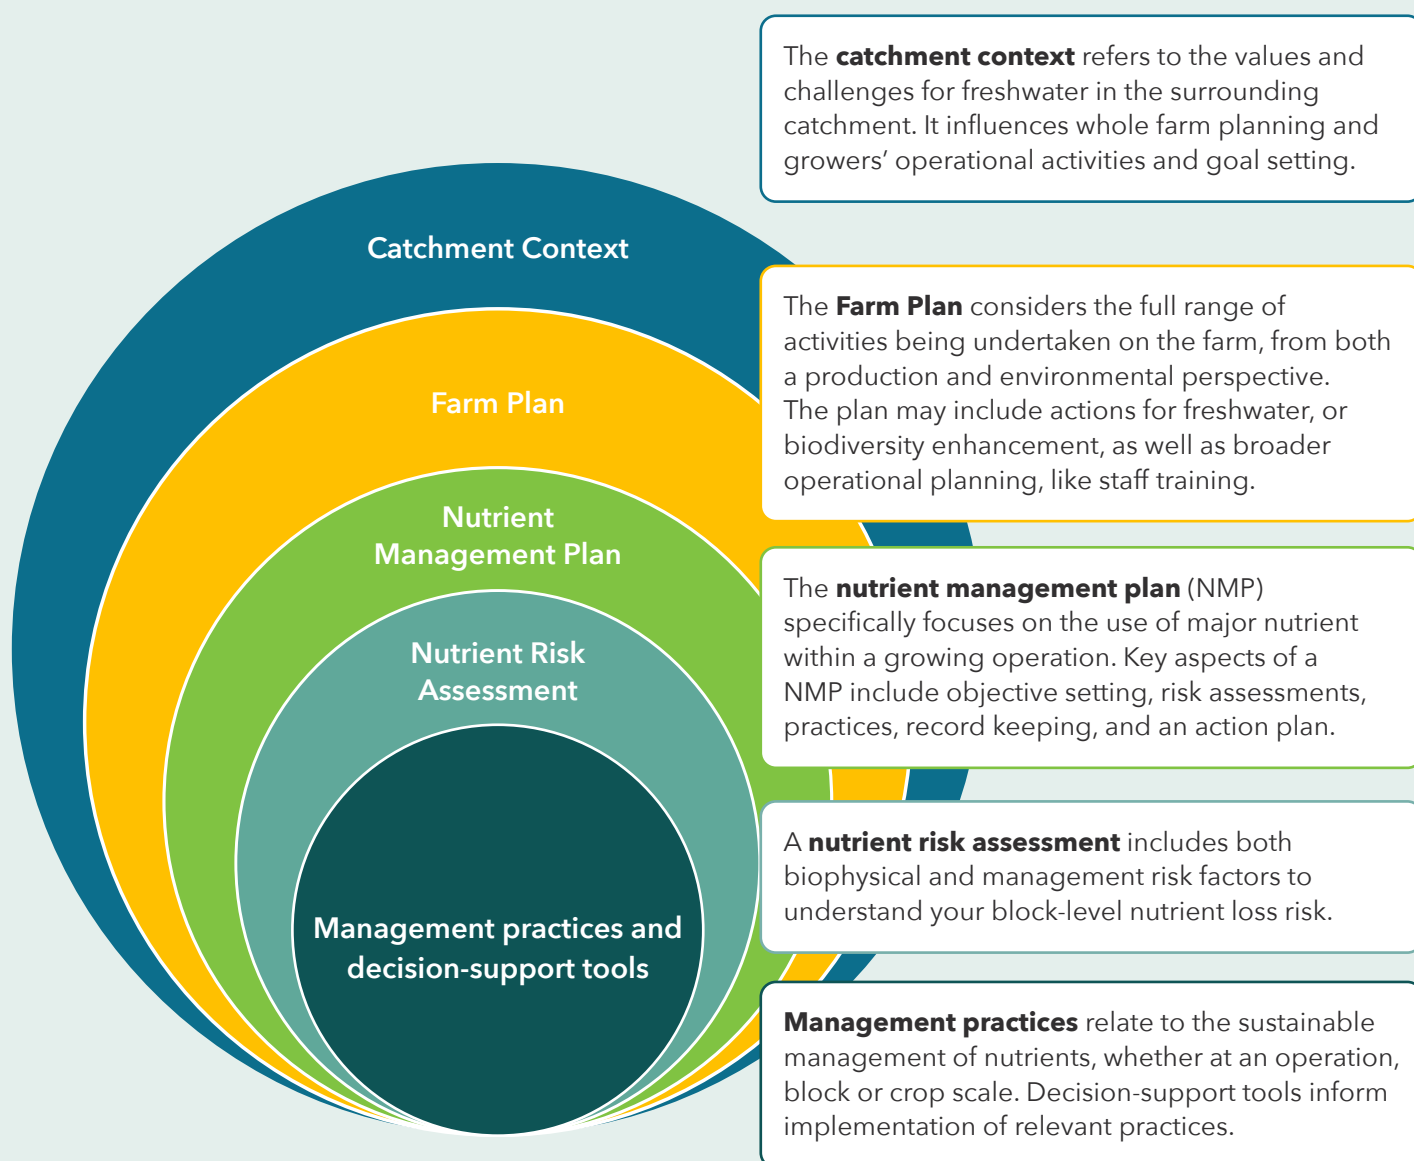 The catchment context refers to the values and
challenges for freshwater in the surrounding
catchment. It influences whole farm planning and
growers’ operational activities and goal setting.
Catchment Context
The Farm Plan considers the full range of
activities being undertaken on the farm, from both
a production and environmental perspective.
The plan may include actions for freshwater, or
biodiversity enhancement, as well as broader
operational planning, like staff training.
Farm Plan
Nutrient
Management Plan
The nutrient management plan (NMP)
specifically focuses on the use of major nutrient
within a growing operation. Key aspects of a
NMP include objective setting, risk assessments,
practices, record keeping, and an action plan.
Nutrient Risk
Assessment
A nutrient risk assessment includes both
biophysical and management risk factors to
understand your block-level nutrient loss risk.
Management practices and
decision-support tools
Management practices relate to the sustainable
management of nutrients, whether at an operation,
block or crop scale. Decision-support tools inform
implementation of relevant practices.